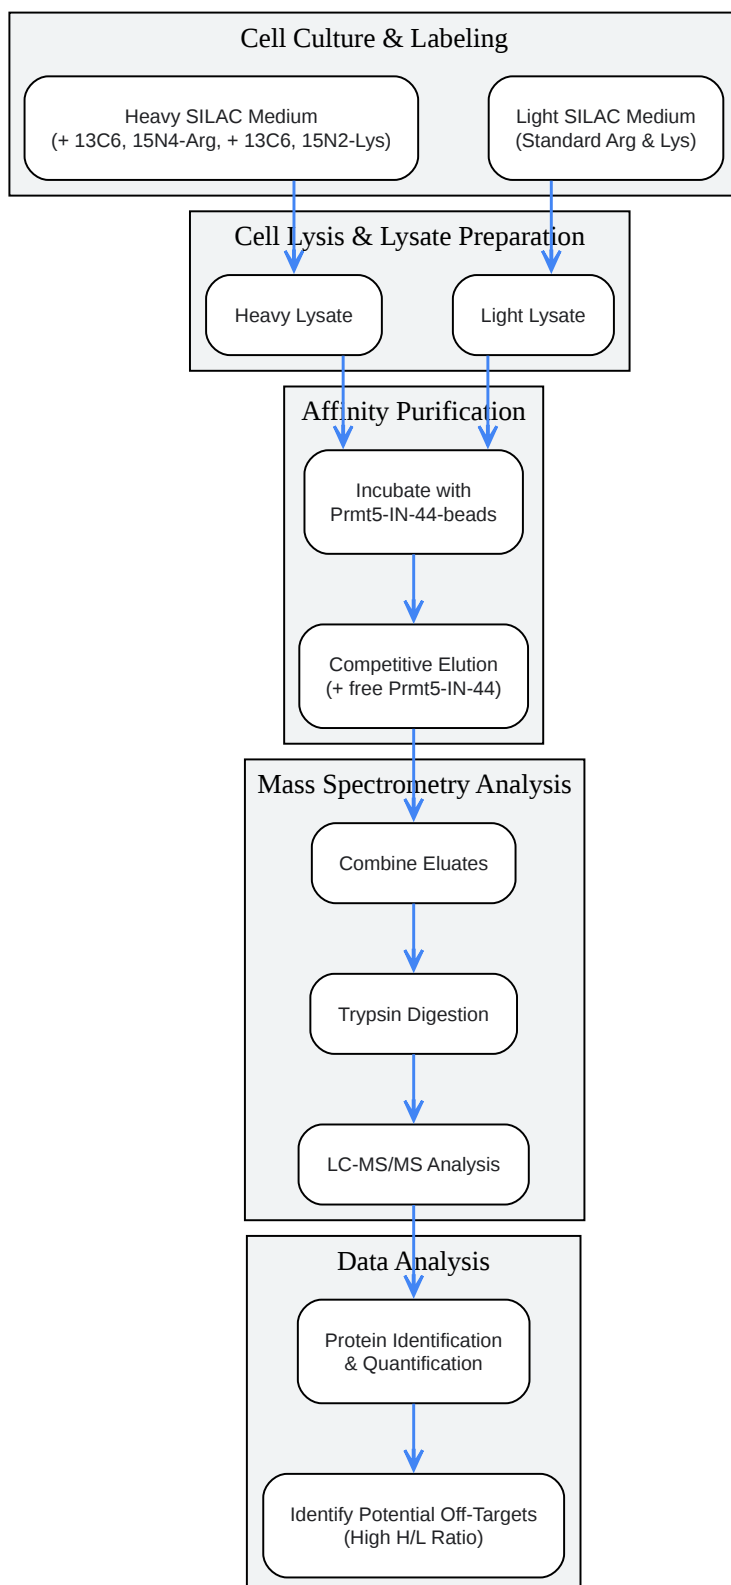 Cell Culture & Labeling
Heavy SILAC Medium
(+ 13C6, 15N4-Arg, + 13C6, 15N2-Lys)
Light SILAC Medium
(Standard Arg & Lys)
Cell Lysis & Lysate Preparation
Heavy Lysate
Light Lysate
Affinity Purification
Incubate with
Prmt5-IN-44-beads
Competitive Elution
(+ free Prmt5-IN-44)
Mass Spectrometry Analysis
Combine Eluates
Trypsin Digestion
LC-MS/MS Analysis
Data Analysis
Protein Identification
& Quantification
Identify Potential Off-Targets
(High H/L Ratio)